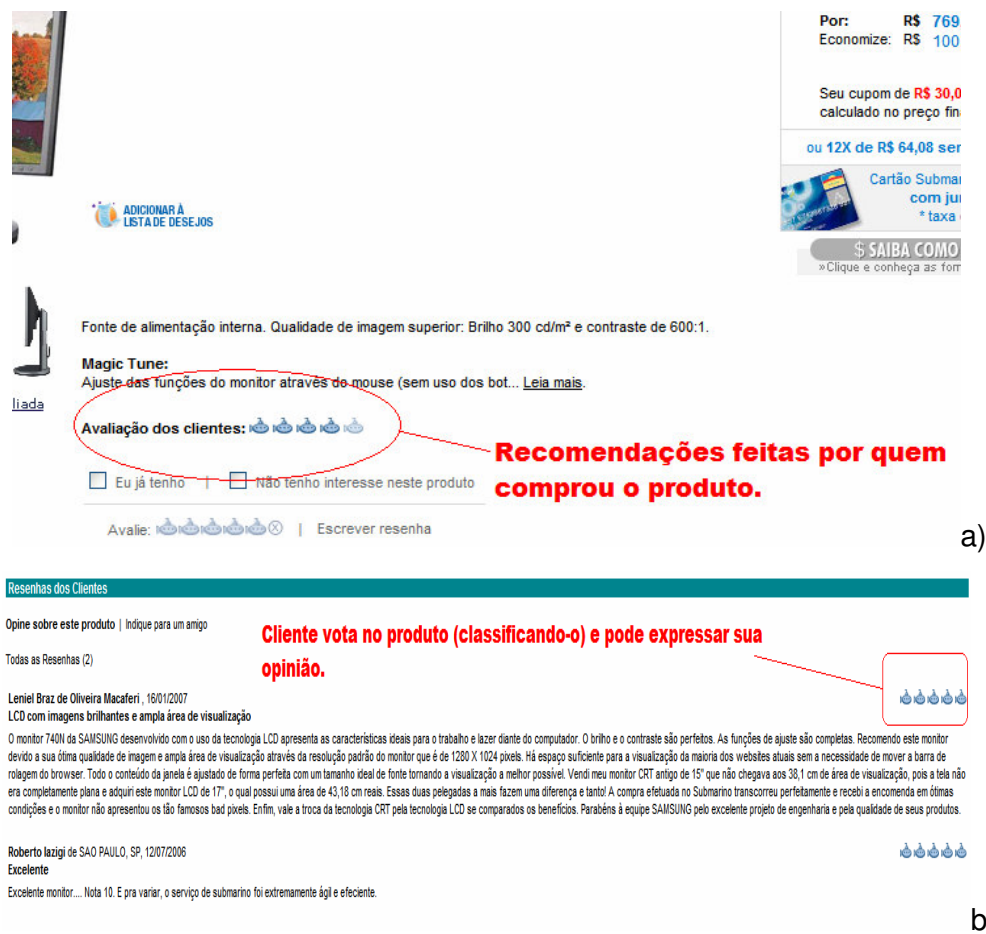 Por: R$ 769
Economize: R$ 100
Seu cupom de R$ 30,0
calculado no preço fin
ou 12X de R$ 64,08 ser
Cartão Submar
com jur
* taxa
ADICIONAR À
LISTA DE DESEJOS
$ SAIBA COMO
»Clique e conheça as form
Fonte de alimentação interna. Qualidade de imagem superior: Brilho 300 cd/m² e contraste de 600:1.
Magic Tune:
Ajuste das funções do monitor através do mouse (sem uso dos bot... Leia mais.
liada
Avaliação dos clientes:
Recomendações feitas por quem
comprou o produto.
Eu já tenho | Não tenho interesse neste produto
Avalie: | Escrever resenha
a)
Resenhas dos Clientes
Opine sobre este produto | Indique para um amigo
Cliente vota no produto (classificando-o) e pode expressar sua
opinião.
Todas as Resenhas (2)
Leniel Braz de Oliveira Macaferi , 16/01/2007
LCD com imagens brilhantes e ampla área de visualização
O monitor 740N da SAMSUNG desenvolvido com o uso da tecnologia LCD apresenta as características ideais para o trabalho e lazer diante do computador. O brilho e o contraste são perfeitos. As funções de ajuste são completas. Recomendo este monitor
devido a sua ótima qualidade de imagem e ampla área de visualização através da resolução padrão do monitor que é de 1280 X 1024 pixels. Há espaço suficiente para a visualização da maioria dos websites atuais sem a necessidade de mover a barra de
rolagem do browser. Todo o conteúdo da janela é ajustado de forma perfeita com um tamanho ideal de fonte tornando a visualização a melhor possível. Vendi meu monitor CRT antigo de 15" que não chegava aos 38,1 cm de área de visualização, pois a tela não
era completamente plana e adquiri este monitor LCD de 17", o qual possui uma área de 43,18 cm reais. Essas duas pelegadas a mais fazem uma diferença e tanto! A compra efetuada no Submarino transcorreu perfeitamente e recebi a encomenda em ótimas
condições e o monitor não apresentou os tão famosos bad pixels. Enfim, vale a troca da tecnologia CRT pela tecnologia LCD se comparados os benefícios. Parabéns à equipe SAMSUNG pelo excelente projeto de engenharia e pela qualidade de seus produtos.
Roberto Iazigi de SAO PAULO, SP, 12/07/2006
Excelente
Excelente monitor.... Nota 10. E pra variar, o serviço de submarino foi extremamente ágil e efeciente.
b